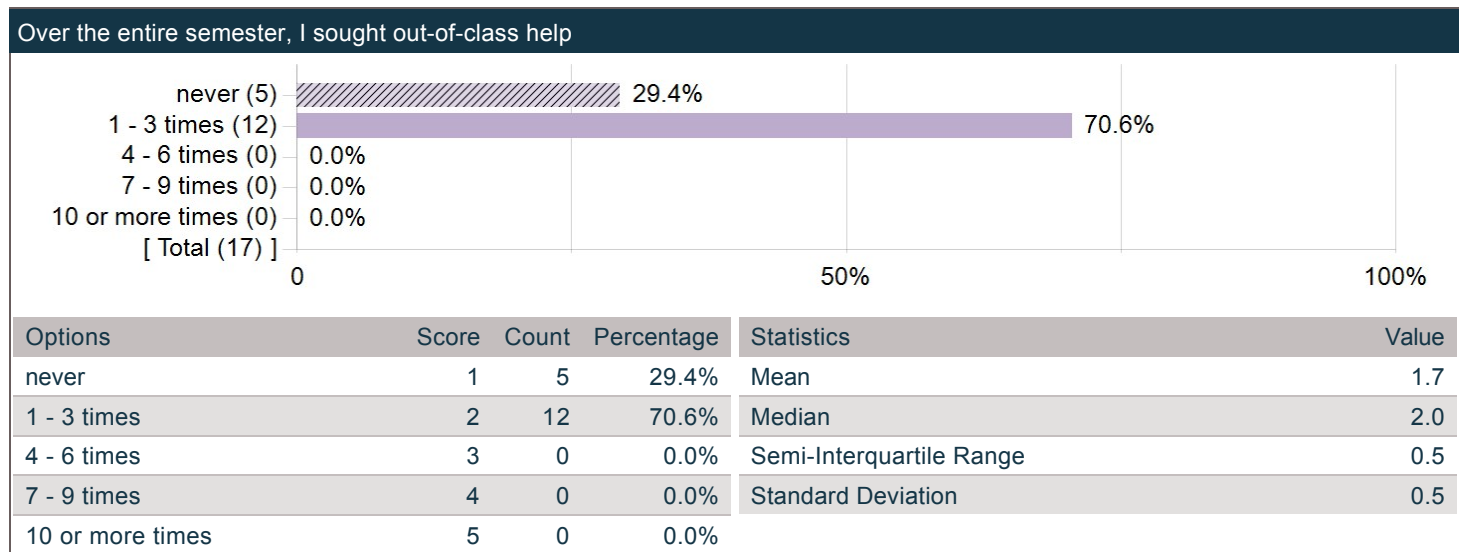 Over the entire semester, I sought out-of-class help
never (5) 29.4%
1 - 3 times (12) 70.6%
4 - 6 times (0) 0.0%
7 - 9 times (0) 0.0%
10 or more times (0) 0.0%
[ Total (17) ]
0 50% 100%
Options Score Count Percentage
never 1 5 29.4%
1 - 3 times 2 12 70.6%
4 - 6 times 3 0 0.0%
7 - 9 times 4 0 0.0%
10 or more times 5 0 0.0%
Statistics Value
Mean 1.7
Median 2.0
Semi-Interquartile Range 0.5
Standard Deviation 0.5